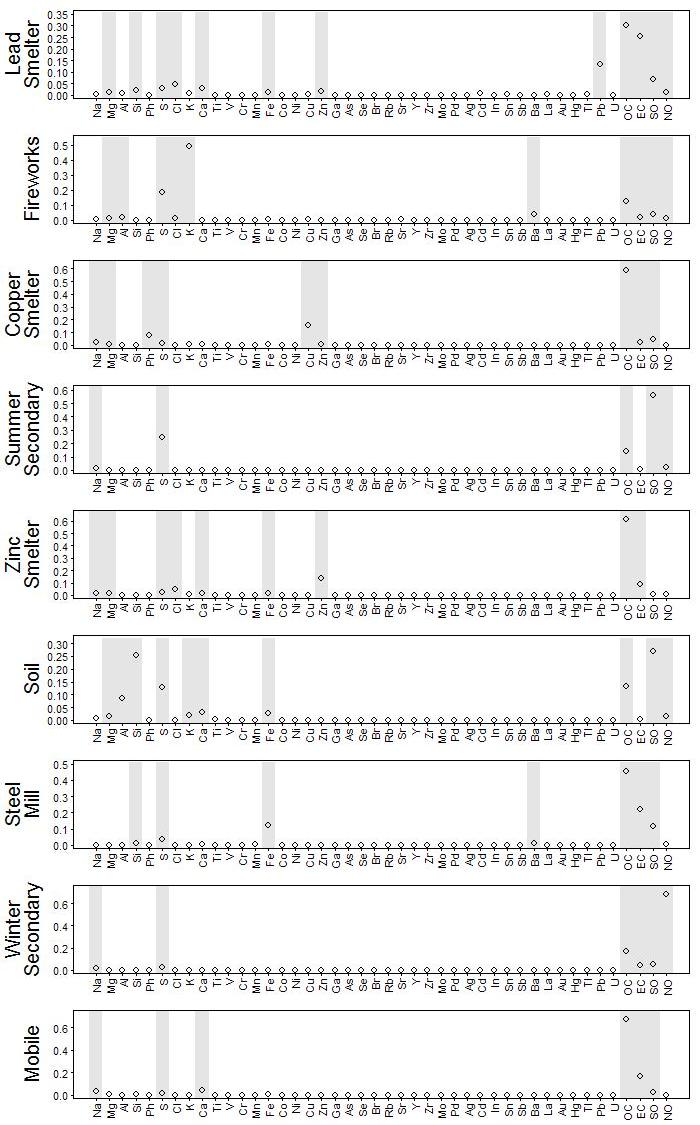 Lead
Smelter
0.35
0.30
0.25
0.20
0.15
0.10
0.05
0.00
Na Mg Al Si Ph S Cl K Ca Ti V Cr Mn Fe Co Ni Cu Zn Ga As Se Br Rb Sr Y Zr Mo Pd Ag Cd In Sn Sb Ba La Au Hg Tl Pb U OC EC SO NO
Fireworks
0.5
0.4
0.3
0.2
0.1
0.0
Na Mg Al Si Ph S Cl K Ca Ti V Cr Mn Fe Co Ni Cu Zn Ga As Se Br Rb Sr Y Zr Mo Pd Ag Cd In Sn Sb Ba La Au Hg Tl Pb U OC EC SO NO
Copper
Smelter
0.6
0.5
0.4
0.3
0.2
0.1
0.0
Na Mg Al Si Ph S Cl K Ca Ti V Cr Mn Fe Co Ni Cu Zn Ga As Se Br Rb Sr Y Zr Mo Pd Ag Cd In Sn Sb Ba La Au Hg Tl Pb U OC EC SO NO
Summer
Secondary
0.6
0.5
0.4
0.3
0.2
0.1
0.0
Na Mg Al Si Ph S Cl K Ca Ti V Cr Mn Fe Co Ni Cu Zn Ga As Se Br Rb Sr Y Zr Mo Pd Ag Cd In Sn Sb Ba La Au Hg Tl Pb U OC EC SO NO
Zinc
Smelter
0.6
0.5
0.4
0.3
0.2
0.1
0.0
Na Mg Al Si Ph S Cl K Ca Ti V Cr Mn Fe Co Ni Cu Zn Ga As Se Br Rb Sr Y Zr Mo Pd Ag Cd In Sn Sb Ba La Au Hg Tl Pb U OC EC SO NO
Soil
0.30
0.25
0.20
0.15
0.10
0.05
0.00
Na Mg Al Si Ph S Cl K Ca Ti V Cr Mn Fe Co Ni Cu Zn Ga As Se Br Rb Sr Y Zr Mo Pd Ag Cd In Sn Sb Ba La Au Hg Tl Pb U OC EC SO NO
Steel
Mill
0.5
0.4
0.3
0.2
0.1
0.0
Na Mg Al Si Ph S Cl K Ca Ti V Cr Mn Fe Co Ni Cu Zn Ga As Se Br Rb Sr Y Zr Mo Pd Ag Cd In Sn Sb Ba La Au Hg Tl Pb U OC EC SO NO
Winter
Secondary
0.6
0.4
0.2
0.0
Na Mg Al Si Ph S Cl K Ca Ti V Cr Mn Fe Co Ni Cu Zn Ga As Se Br Rb Sr Y Zr Mo Pd Ag Cd In Sn Sb Ba La Au Hg Tl Pb U OC EC SO NO
Mobile
0.6
0.4
0.2
0.0
Na Mg Al Si Ph S Cl K Ca Ti V Cr Mn Fe Co Ni Cu Zn Ga As Se Br Rb Sr Y Zr Mo Pd Ag Cd In Sn Sb Ba La Au Hg Tl Pb U OC EC SO NO